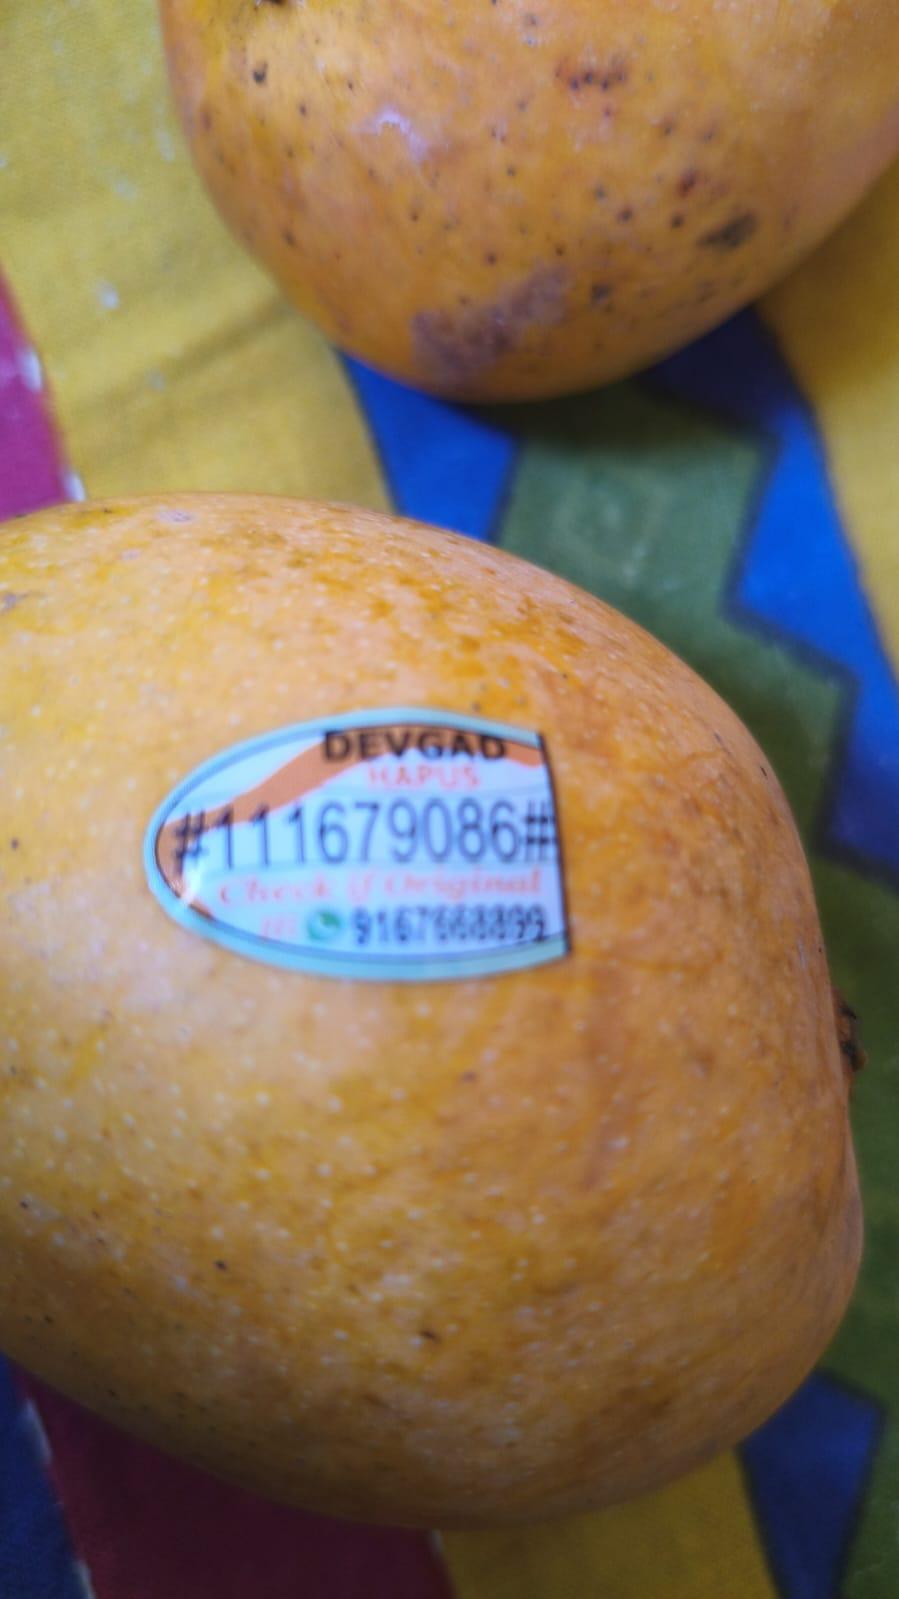 DEVGAD
HAPUS
#111679086#
Check if Original
9167668899